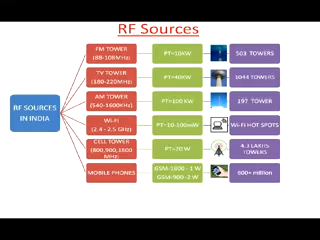 RF Sources
FM TOWER
(88-108MHz)
PT=10KW
503 TOWERS
TV TOWER
(180-220MHz)
PT=40KW
1044 TOWERS
AM TOWER
(540-1600KHz)
PT=100 KW
197 TOWER
RF SOURCES
IN INDIA
Wi-Fi
(2.4 - 2.5 GHz)
PT=10-100mW
Wi-Fi HOT SPOTS
CELL TOWER
(800,900,1800
MHz)
PT=20 W
4.3 LAKHS
TOWERS
MOBILE PHONES
GSM-1800 - 1 W
GSM-900 -2 W
800+ million